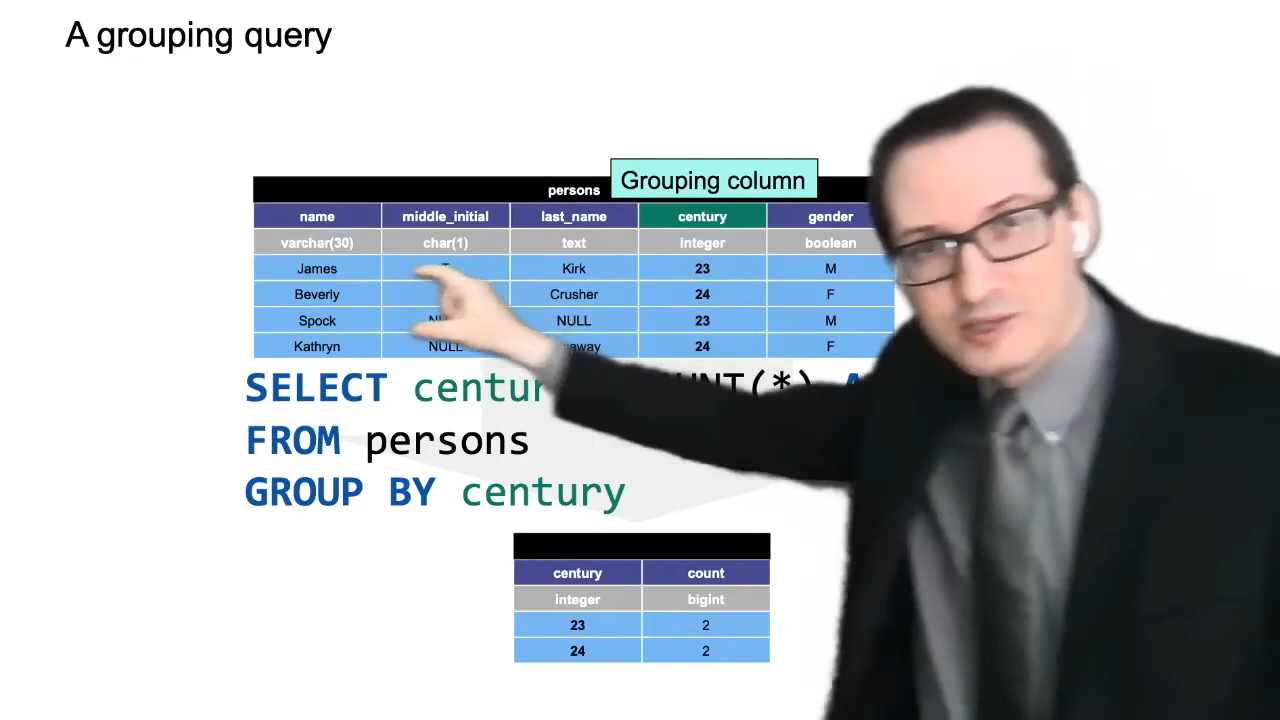 A grouping query
persons
Grouping column
name middle_initial last_name century gender
varchar(30) char(1) text integer boolean
James Kirk 23 M
Beverly Crusher 24 F
Spock NULL 23 M
Kathryn NULL 24 F
SELECT (*)
FROM persons
GROUP BY century
century count
integer bigint
23 2
24 2